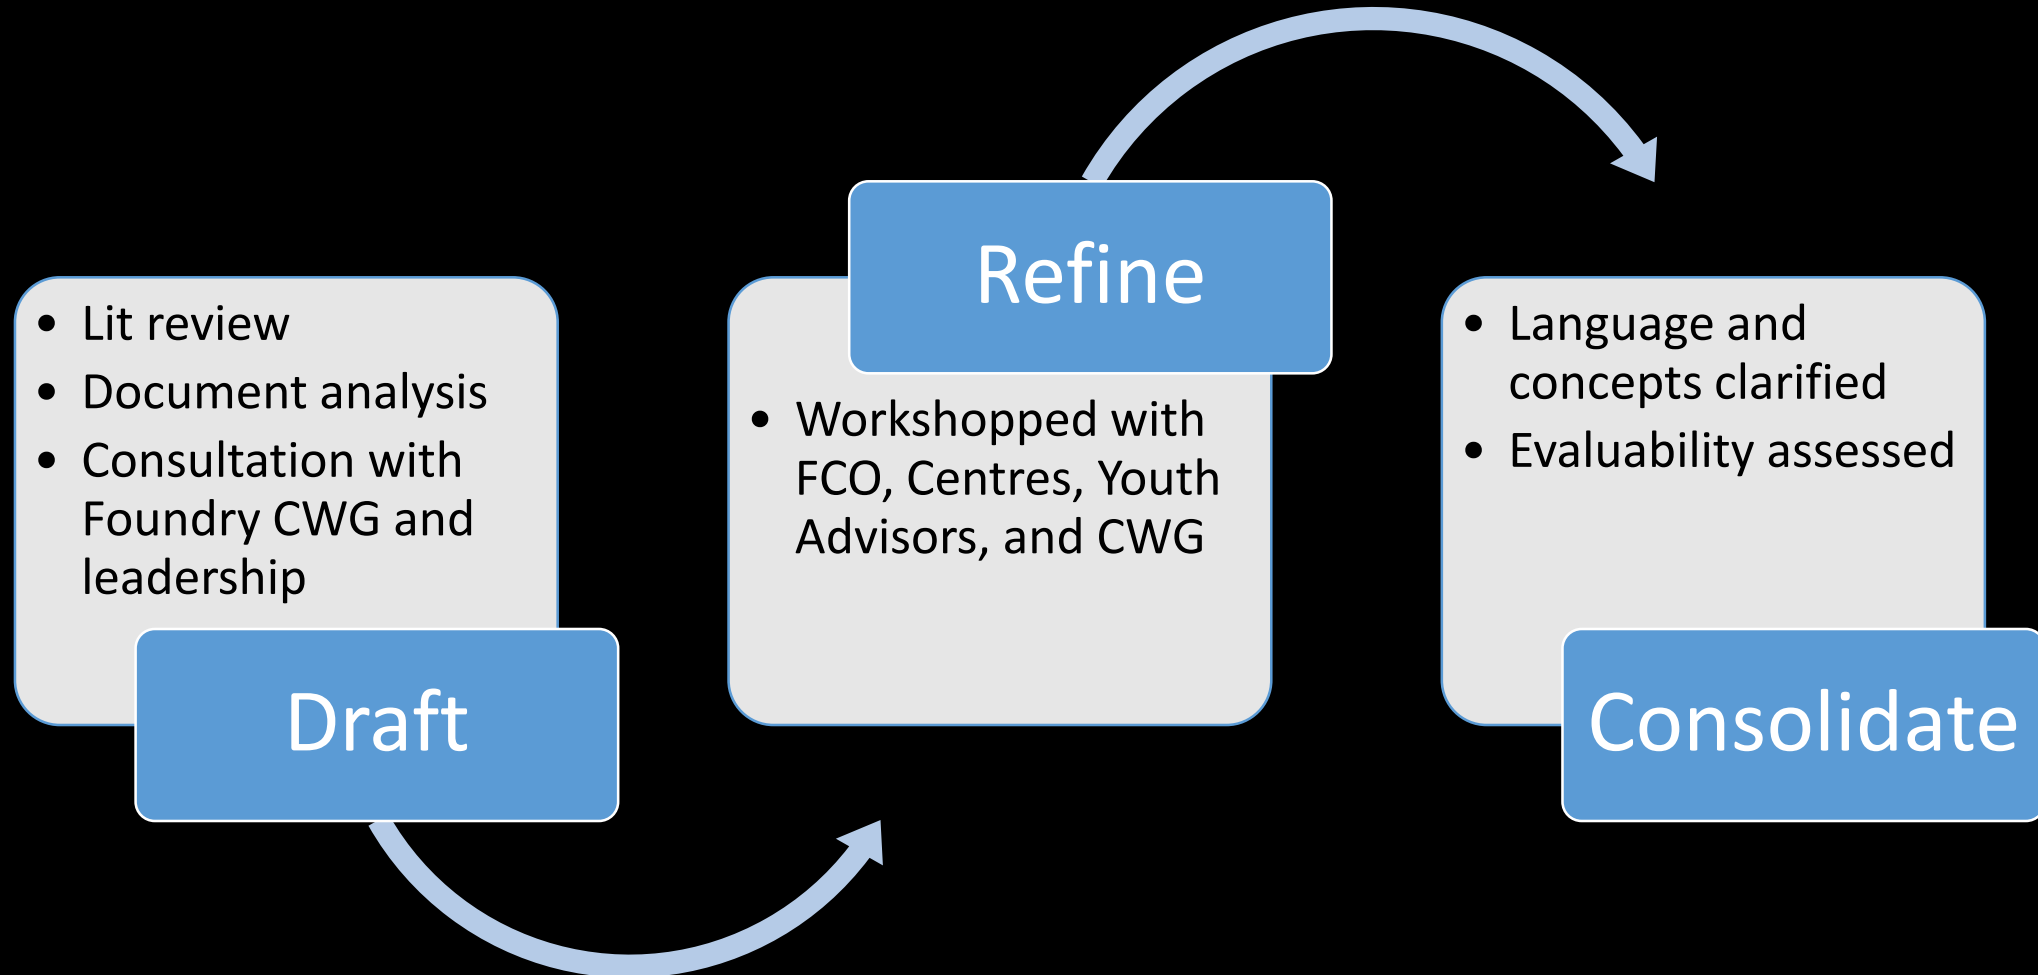 • Lit review
• Document analysis
• Consultation with
Foundry CWG and
leadership
Draft
Refine
• Workshopped with
FCO, Centres, Youth
Advisors, and CWG
• Language and
concepts clarified
• Evaluability assessed
Consolidate